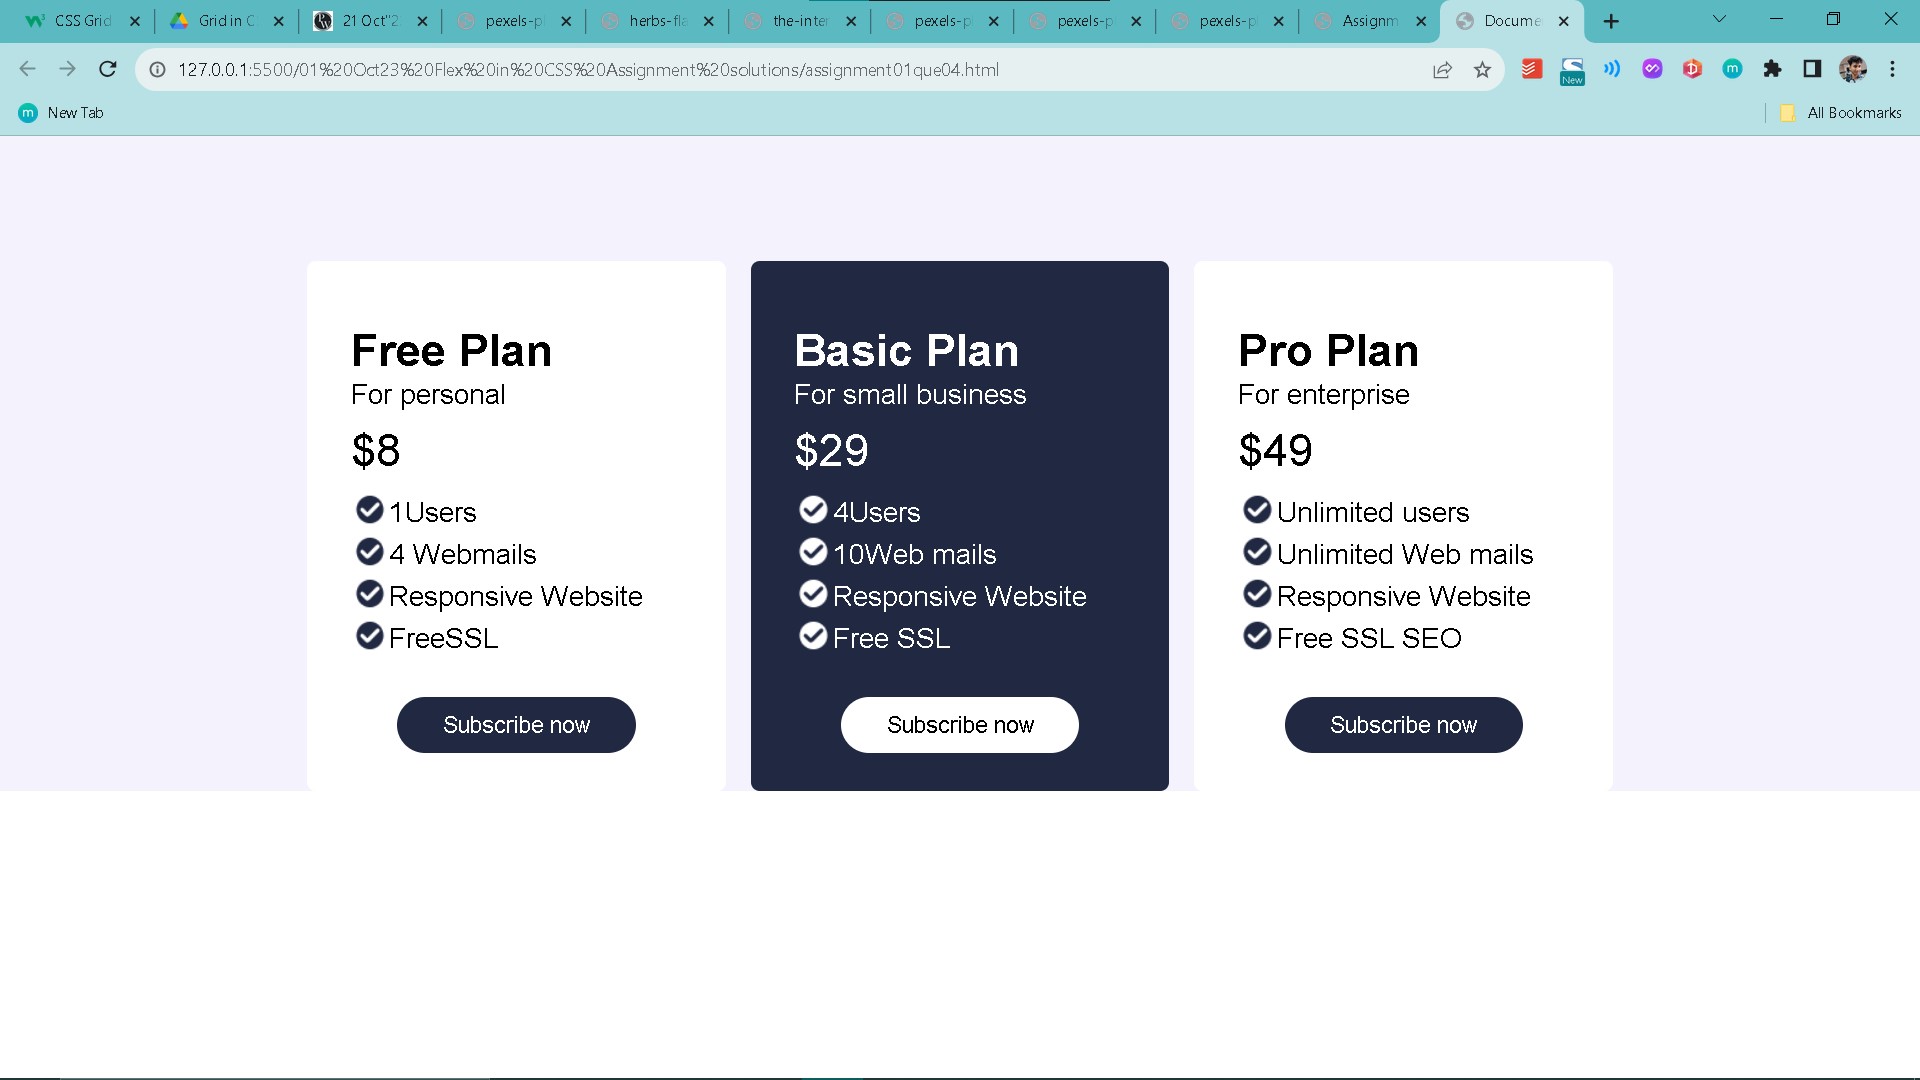 CSS Grid
Grid in C
21 Oct''2
pexels-p
herbs-fla
the-inter
pexels-p
pexels-p
pexels-p
Assignm
Docume
127.0.0.1:5500/01%20Oct23%20Flex%20in%20CSS%20Assignment%20solutions/assignment01que04.html
New
m New Tab
All Bookmarks
Free Plan
For personal
$8
1Users
4 Webmails
Responsive Website
FreeSSL
Subscribe now
Basic Plan
For small business
$29
4Users
10Web mails
Responsive Website
Free SSL
Subscribe now
Pro Plan
For enterprise
$49
Unlimited users
Unlimited Web mails
Responsive Website
Free SSL SEO
Subscribe now